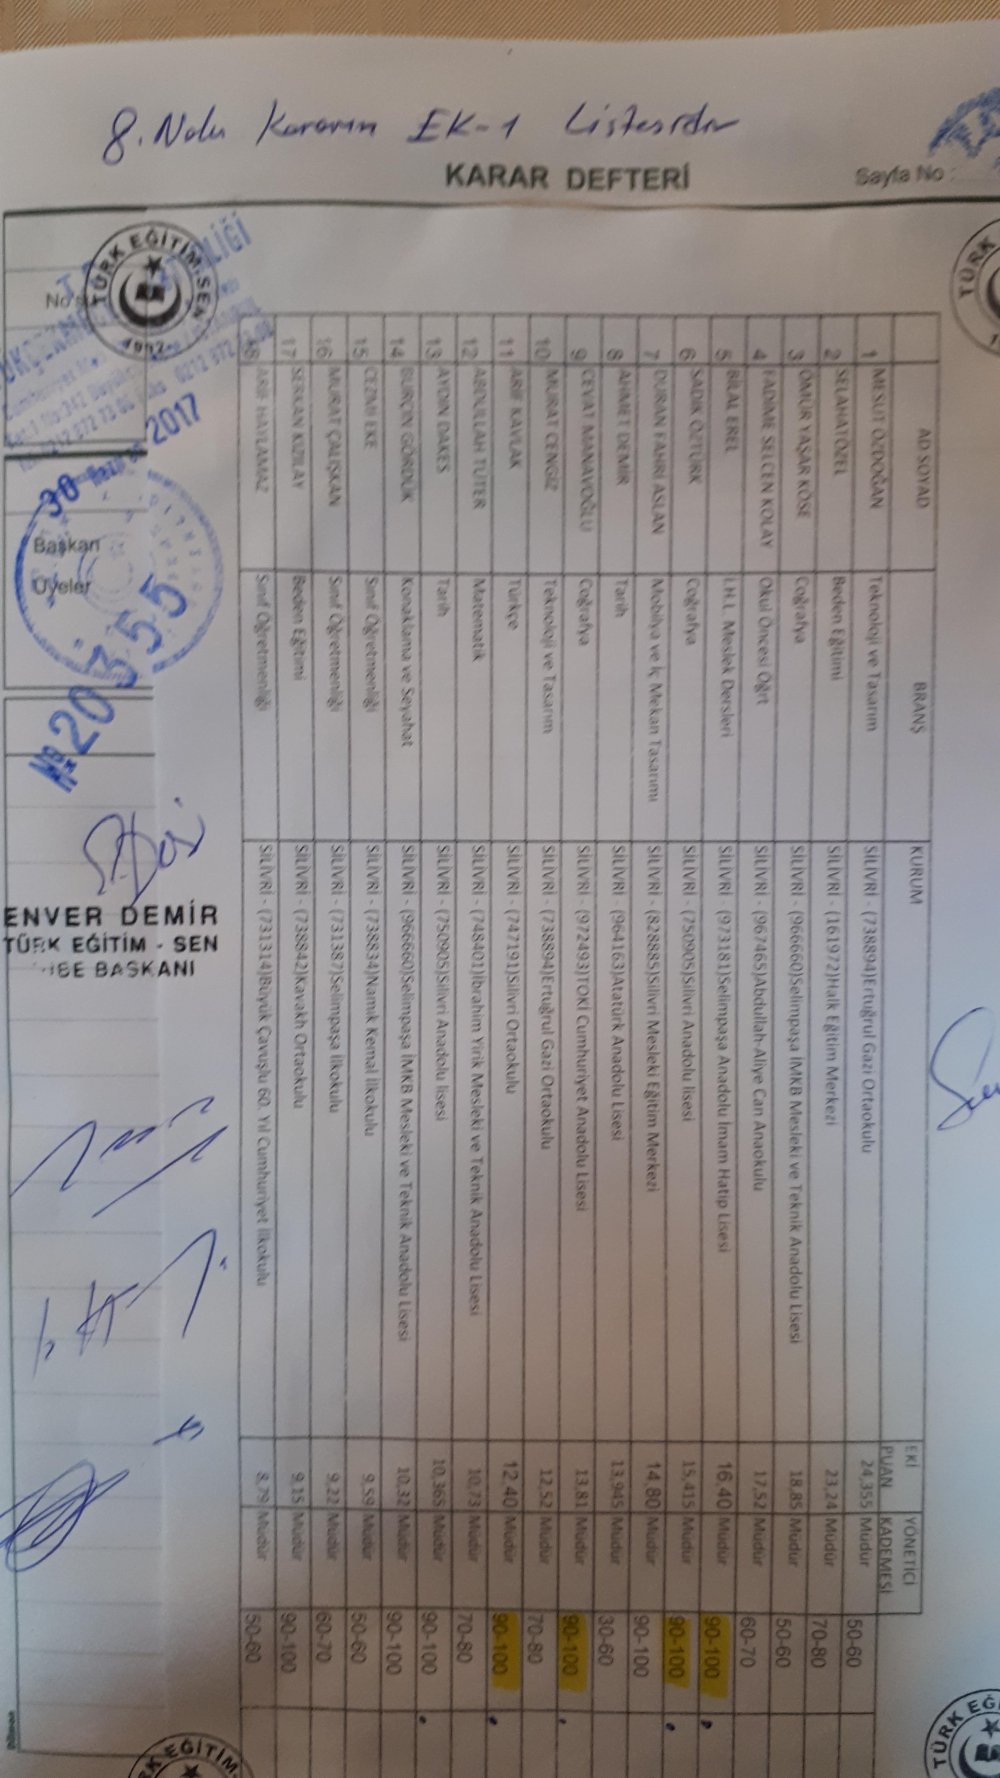 8. Nolu Kararın EK-1 Listesidir
KARAR DEFTERİ
Sayfa No :
TÜRK EĞİTİM-SEN
1992
TÜRK
No
30 2017
Başkan
Üyeler
№ 20355
ENVER DEMİR
TÜRK EĞİTİM - SEN
BAŞKANI
AD SOYAD BRANŞ KURUM EKİ PUAN YÖNETİCİ KADEMESİ
1 MESUT ÖZDOĞAN Teknoloji ve Tasarım SİLİVRİ - (738894)Ertuğrul Gazi Ortaokulu 24,355 Müdür 50-60
2 SELAHATÖZEL Beden Eğitimi SİLİVRİ - (161972)Halk Eğitim Merkezi 23,24 Müdür 70-80
3 ÖMÜR YAŞAR KÖSE Coğrafya SİLİVRİ - (966660)Selimpaşa İMKB Mesleki ve Teknik Anadolu Lisesi 18,85 Müdür 50-60
4 FADİME SELCEN KOLAY Okul Öncesi Öğrt SİLİVRİ - (967465)Abdullah-Aliye Can Anaokulu 17,52 Müdür 60-70
5 BİLAL EREL İ.H.L. Meslek Dersleri SİLİVRİ - (973181)Selimpaşa Anadolu İmam Hatip Lisesi 16,40 Müdür 90-100
6 SADIK ÖZTÜRK Coğrafya SİLİVRİ - (750905)Silivri Anadolu lisesi 15,415 Müdür 90-100
7 DURAN FAHRİ ASLAN Mobilya ve İç Mekan Tasarımı SİLİVRİ - (828885)Silivri Mesleki Eğitim Merkezi 14,80 Müdür 90-100
8 AHMET DEMİR Tarih SİLİVRİ - (964163)Atatürk Anadolu Lisesi 13,945 Müdür 30-60
9 CEVAT MANAVOĞLU Coğrafya SİLİVRİ - (972493)TOKİ Cumhuriyet Anadolu Lisesi 13,81 Müdür 90-100
10 MURAT CENGİZ Teknoloji ve Tasarım SİLİVRİ - (738894)Ertuğrul Gazi Ortaokulu 12,52 Müdür 70-80
11 ARİF KAVLAK Türkçe SİLİVRİ - (747191)Silivri Ortaokulu 12,40 Müdür 90-100
12 ABDULLAH TÜTER Matematik SİLİVRİ - (748401)İbrahim Yirik Mesleki ve Teknik Anadolu Lisesi 10,73 Müdür 70-80
13 AYDIN DAKES Tarih SİLİVRİ - (750905)Silivri Anadolu lisesi 10,365 Müdür 90-100
14 BURÇİN GÖRDÜK Konaklama ve Seyahat SİLİVRİ - (966660)Selimpaşa İMKB Mesleki ve Teknik Anadolu Lisesi 10,32 Müdür 90-100
15 CEZMİ EKE Sınıf Öğretmenliği SİLİVRİ - (738834)Namık Kemal İlkokulu 9,59 Müdür 50-60
16 MURAT ÇALIŞKAN Sınıf Öğretmenliği SİLİVRİ - (731387)Selimpaşa İlkokulu 9,22 Müdür 60-70
17 SERKAN KIZILAY Beden Eğitimi SİLİVRİ - (738842)Kavaklı Ortaokulu 9,15 Müdür 90-100
18 ARİF HAYLAMAZ Sınıf Öğretmenliği SİLİVRİ - (731314)Büyük Çavuşlu 60. Yıl Cumhuriyet İlkokulu 8,79 Müdür 50-60
TÜRK EĞİTİM
TÜRK EĞİ